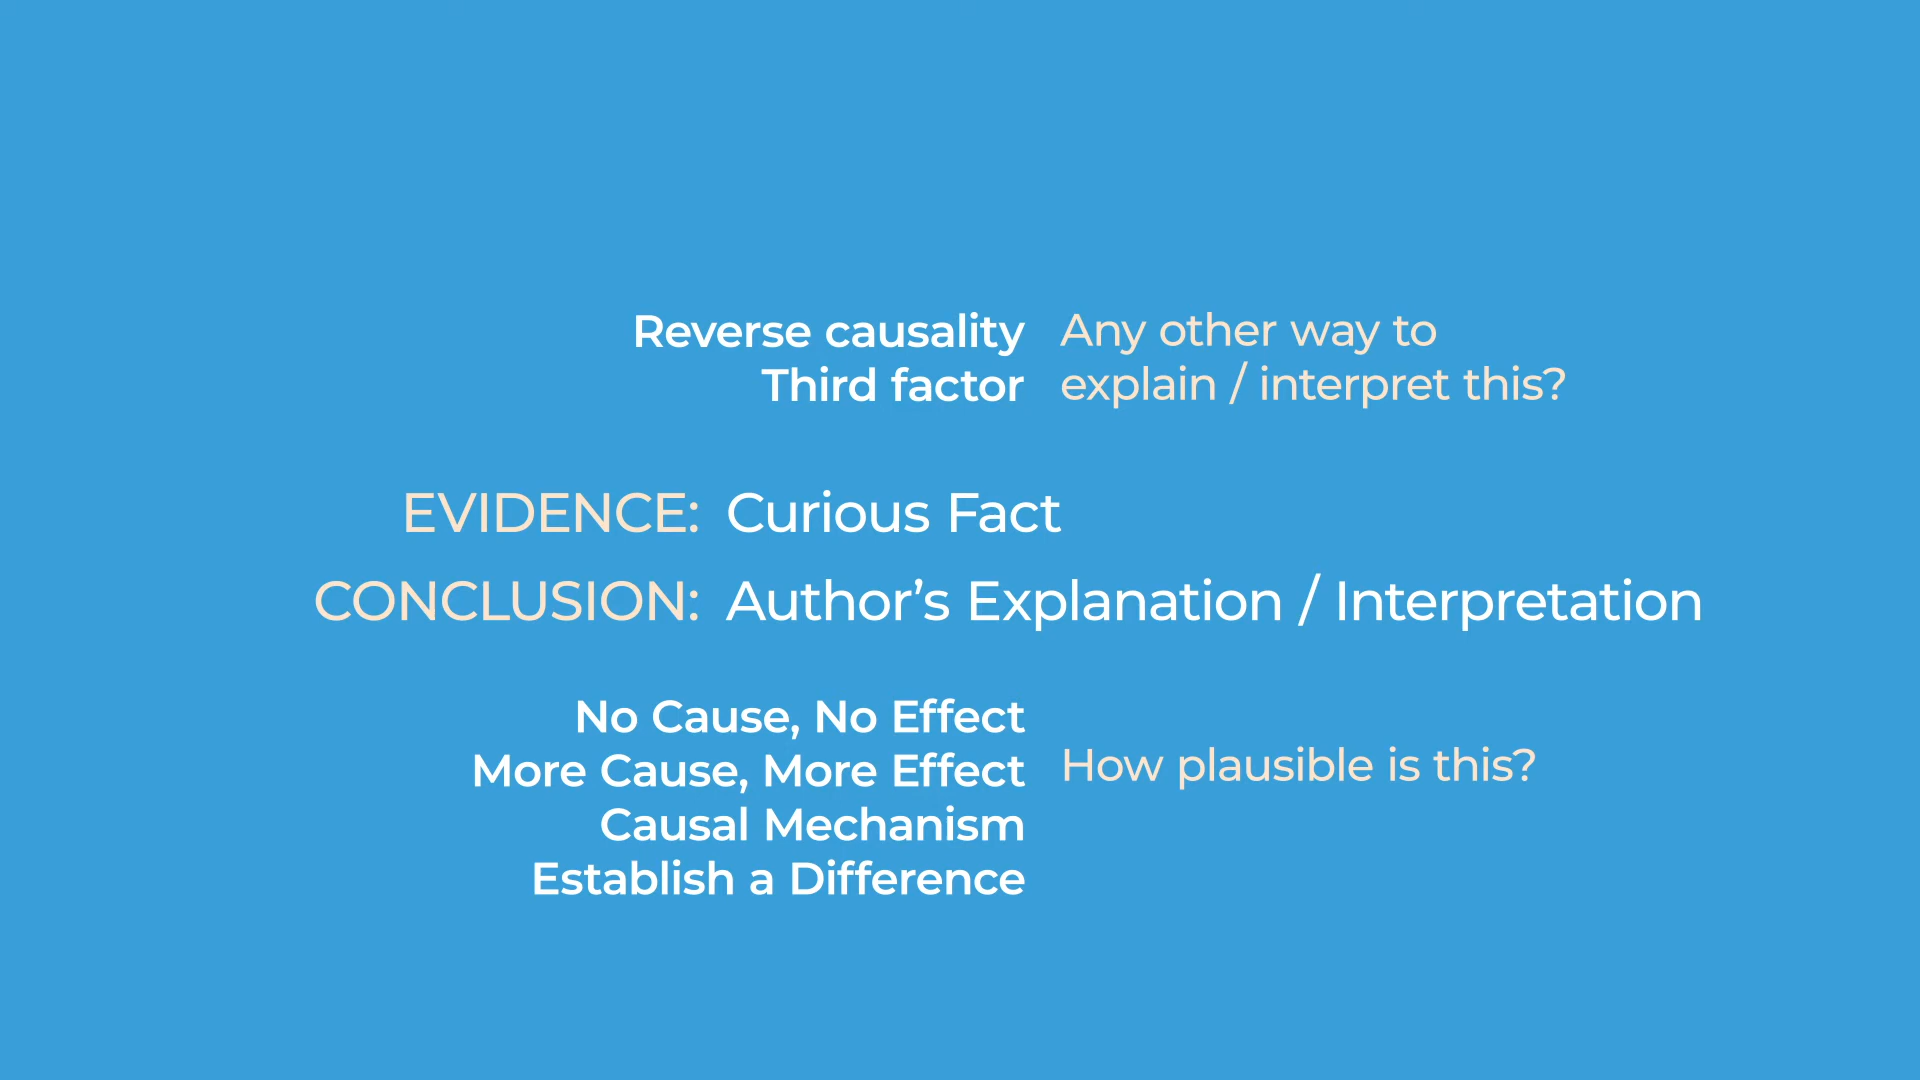 Reverse causality
Third factor
Any other way to
explain / interpret this?
EVIDENCE: Curious Fact
CONCLUSION: Author’s Explanation / Interpretation
No Cause, No Effect
More Cause, More Effect
Causal Mechanism
Establish a Difference
How plausible is this?